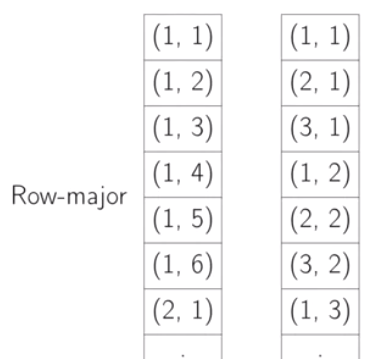 (1, 1) (1, 1)
(1, 2) (2, 1)
(1, 3) (3, 1)
(1, 4) (1, 2)
Row-major
(1, 5) (2, 2)
(1, 6) (3, 2)
(2, 1) (1, 3)
. .